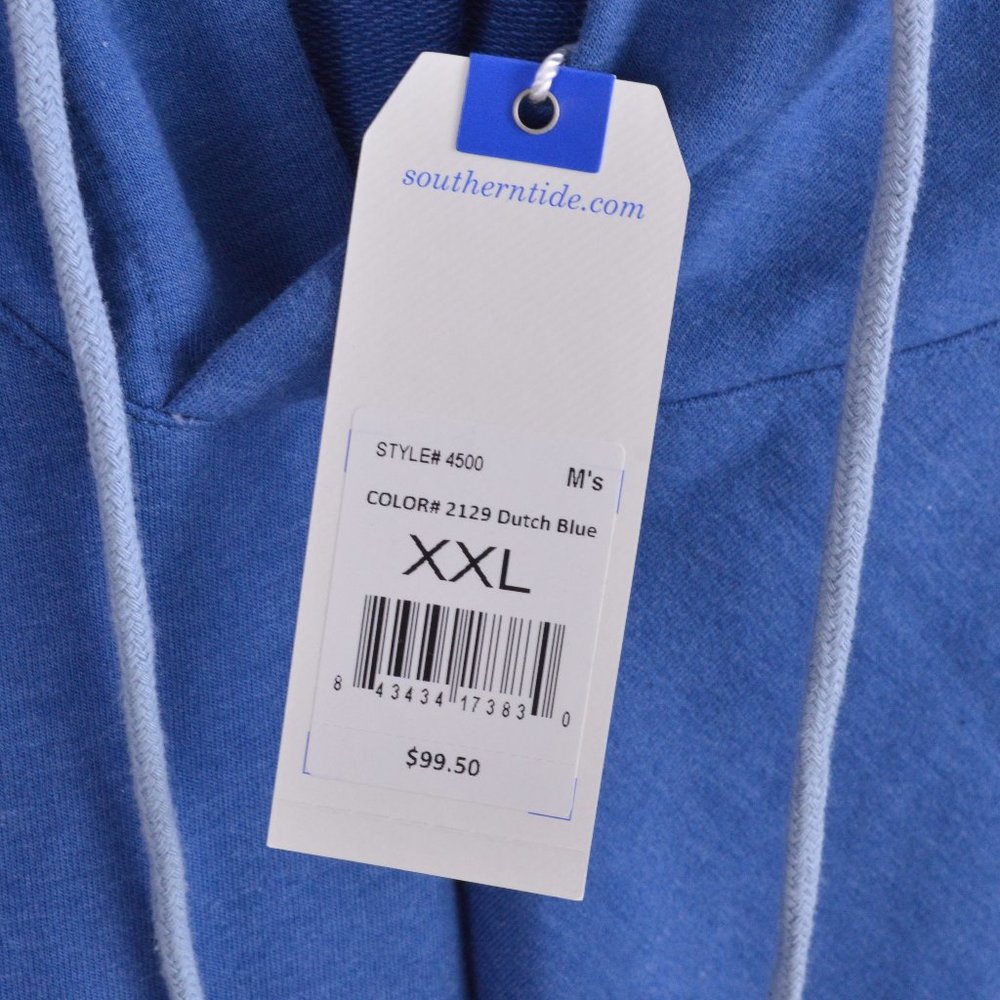 southerntide.com
STYLE# 4500
M's
COLOR# 2129 Dutch Blue
XXL
8 43434 17383 0
$99.50